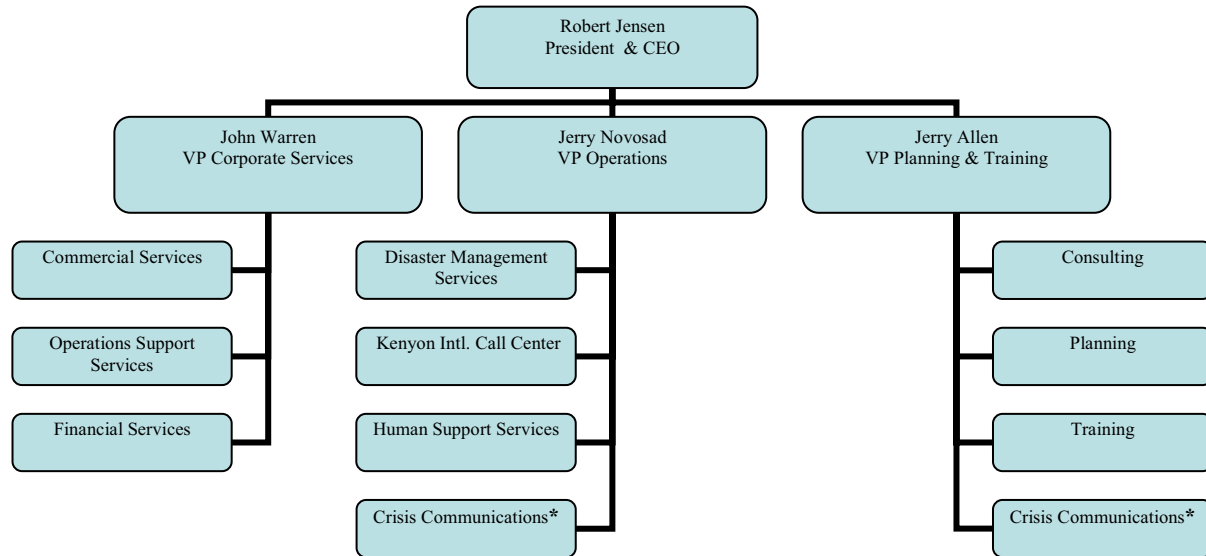 Robert Jensen
President & CEO
John Warren
VP Corporate Services
Jerry Novosad
VP Operations
Jerry Allen
VP Planning & Training
Commercial Services
Operations Support
Services
Financial Services
Disaster Management
Services
Kenyon Intl. Call Center
Human Support Services
Crisis Communications*
Consulting
Planning
Training
Crisis Communications*